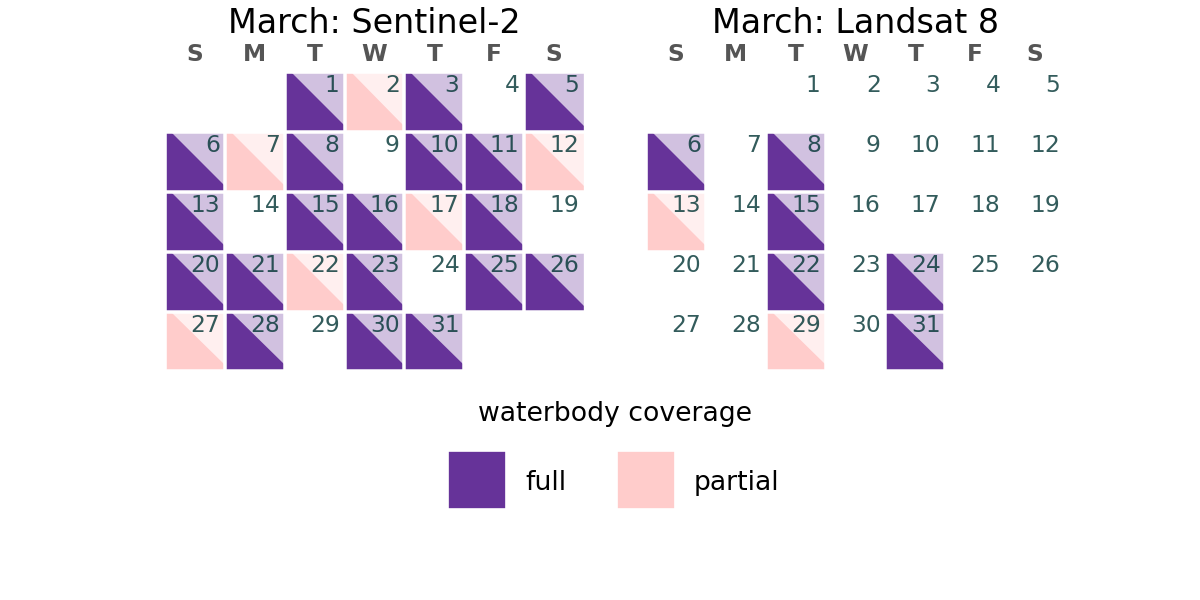 March: Sentinel-2
S M T W T F S
1 2 3 4 5
6 7 8 9 10 11 12
13 14 15 16 17 18 19
20 21 22 23 24 25 26
27 28 29 30 31
March: Landsat 8
S M T W T F S
1 2 3 4 5
6 7 8 9 10 11 12
13 14 15 16 17 18 19
20 21 22 23 24 25 26
27 28 29 30 31
waterbody coverage
full
partial